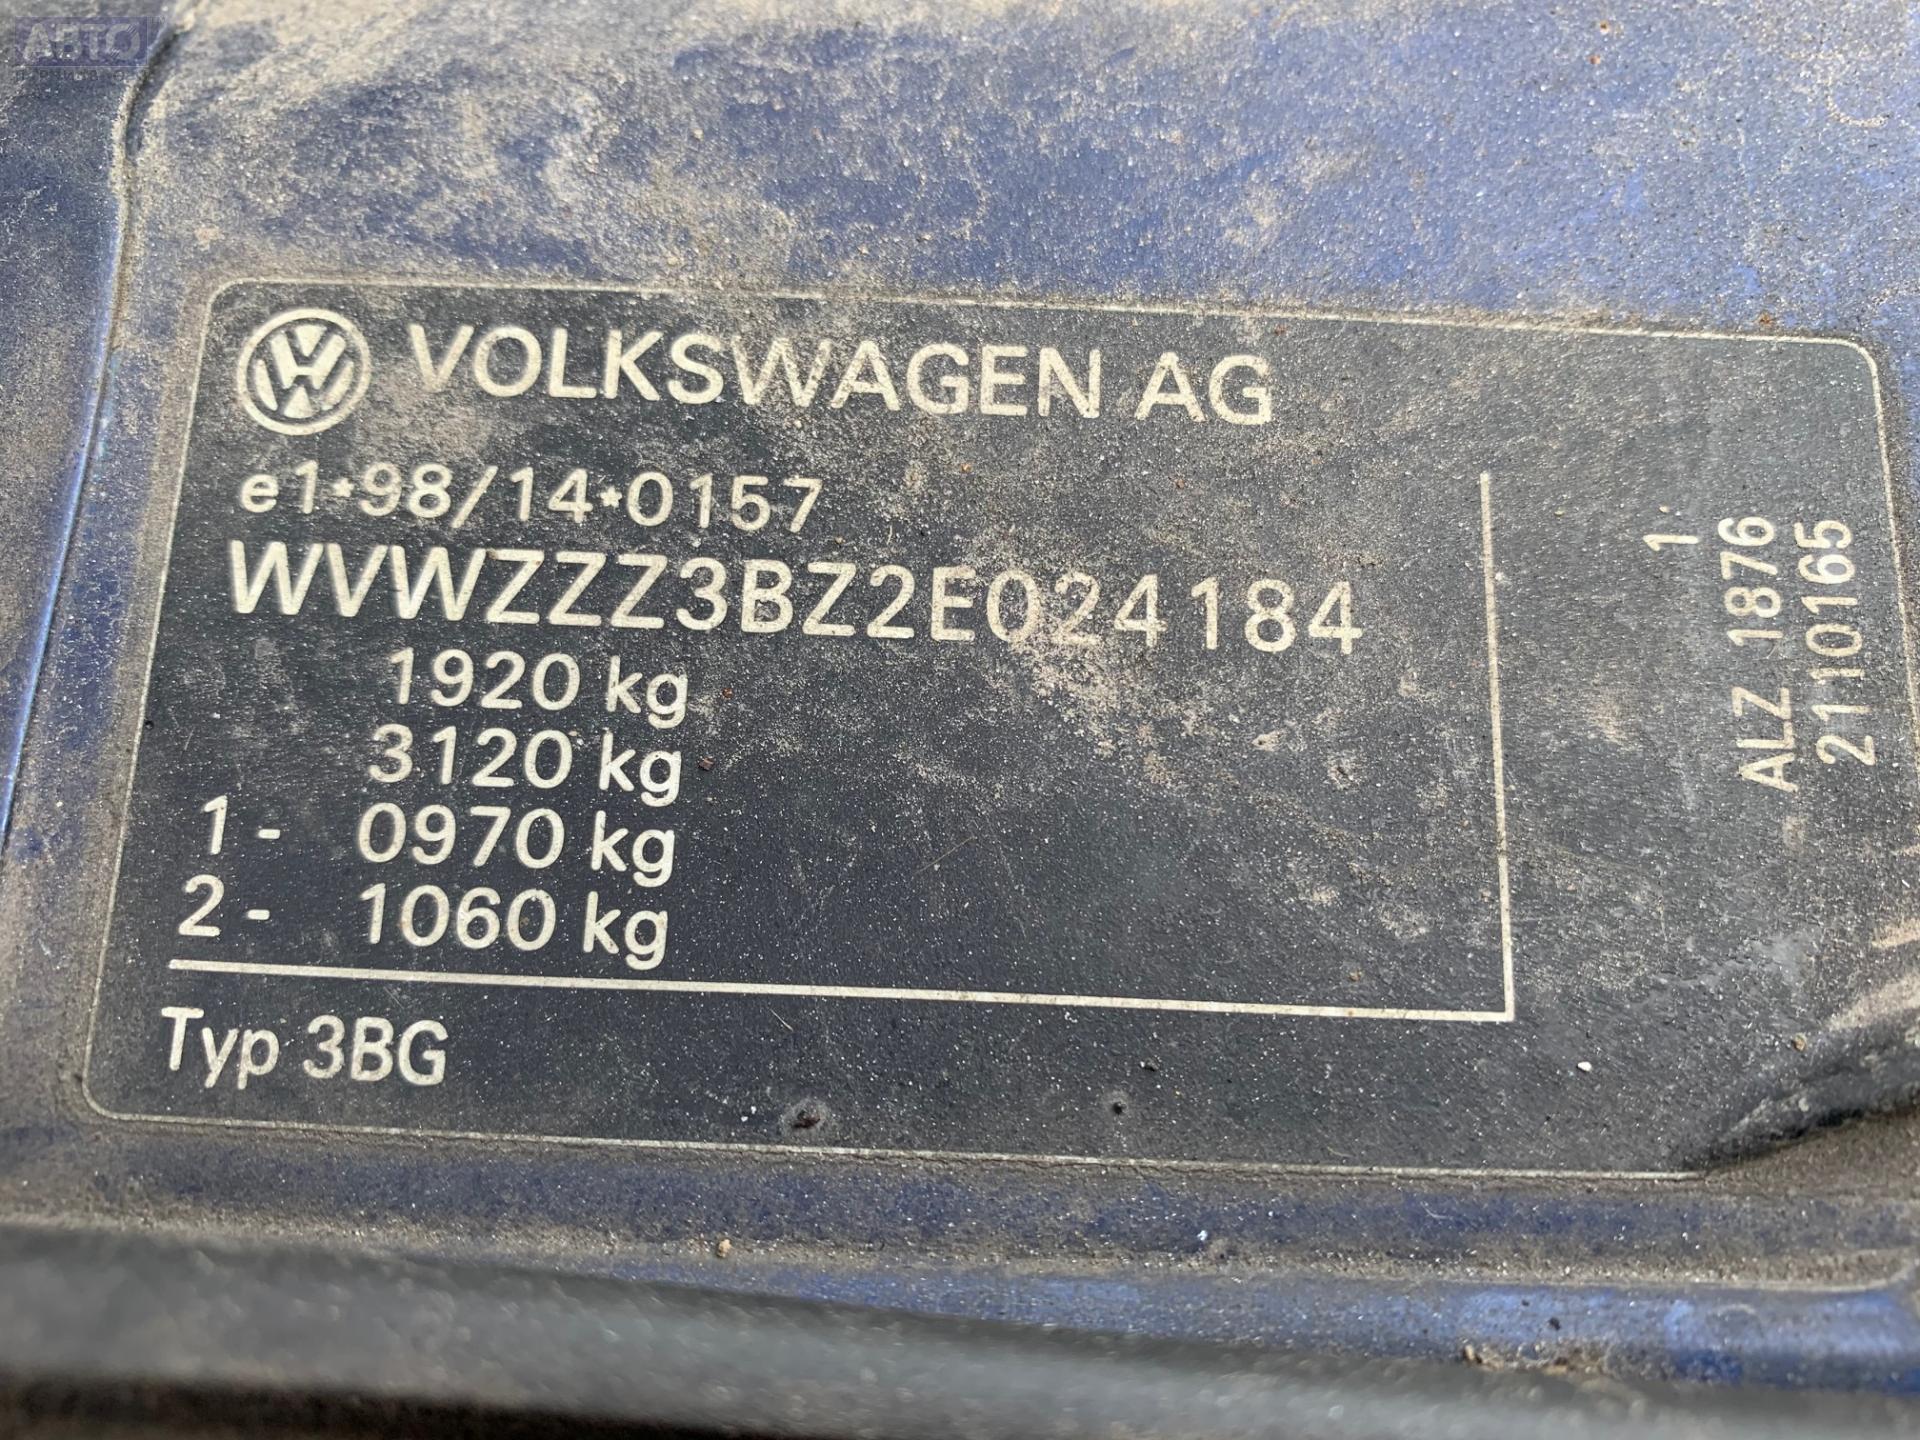 АВТО
VOLKSWAGEN AG
e1*98/14*0157
WVWZZZ3BZ2E024184
1920 kg
3120 kg
1- 0970 kg
2- 1060 kg
Typ 3BG
1
ALZ 1876
2110165